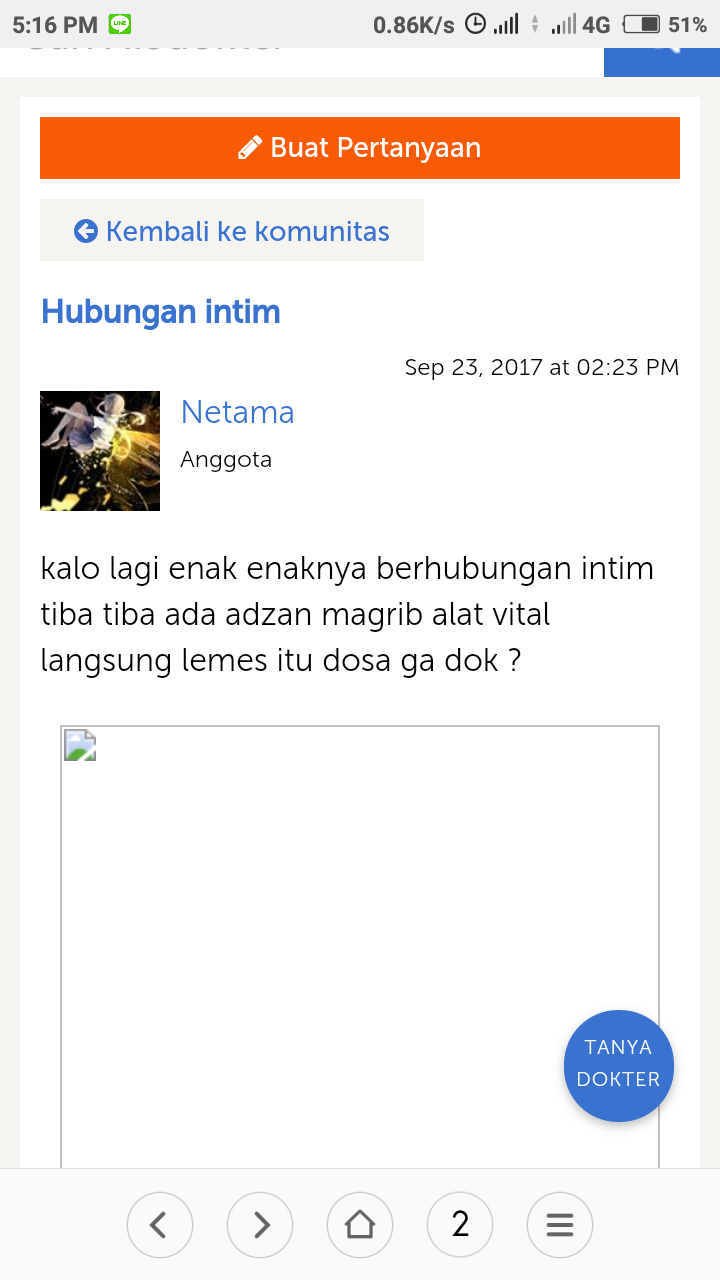 5:16 PM LINE 0.86K/s 4G 51%
Buat Pertanyaan
Kembali ke komunitas
Hubungan intim
Sep 23, 2017 at 02:23 PM
Netama
Anggota
kalo lagi enak enaknya berhubungan intim
tiba tiba ada adzan magrib alat vital
langsung lemes itu dosa ga dok ?
TANYA
DOKTER
2